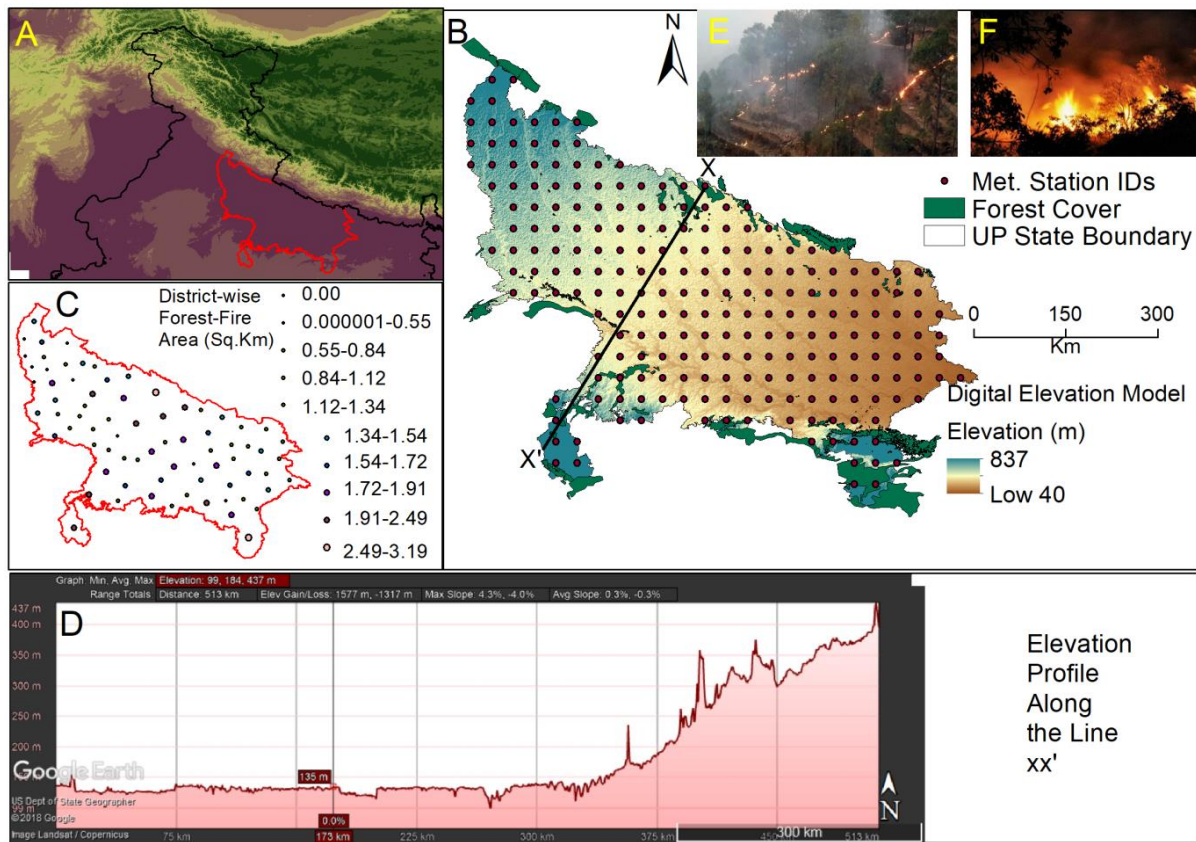 A
B
N
E
F
X
X'
Met. Station IDs
Forest Cover
UP State Boundary
0 150 300
Km
Digital Elevation Model
Elevation (m)
837
Low 40
C
District-wise
Forest-Fire
Area (Sq.Km)
0.00
0.000001-0.55
0.55-0.84
0.84-1.12
1.12-1.34
1.34-1.54
1.54-1.72
1.72-1.91
1.91-2.49
2.49-3.19
Graph: Min, Avg, Max Elevation: 99, 184, 437 m
Range Totals Distance: 513 km Elev Gain/Loss: 1577 m, -1317 m Max Slope: 4.3%, -4.0% Avg Slope: 0.3%, -0.3%
D
437 m
400 m
350 m
300 m
250 m
200 m
99 m
135 m
0.0%
Google Earth
US Dept of State Geographer
©2018 Google
Image Landsat / Copernicus
75 km 173 km 225 km 300 km 375 km 450 km 513 km
300 km
N
Elevation
Profile
Along
the Line
xx'